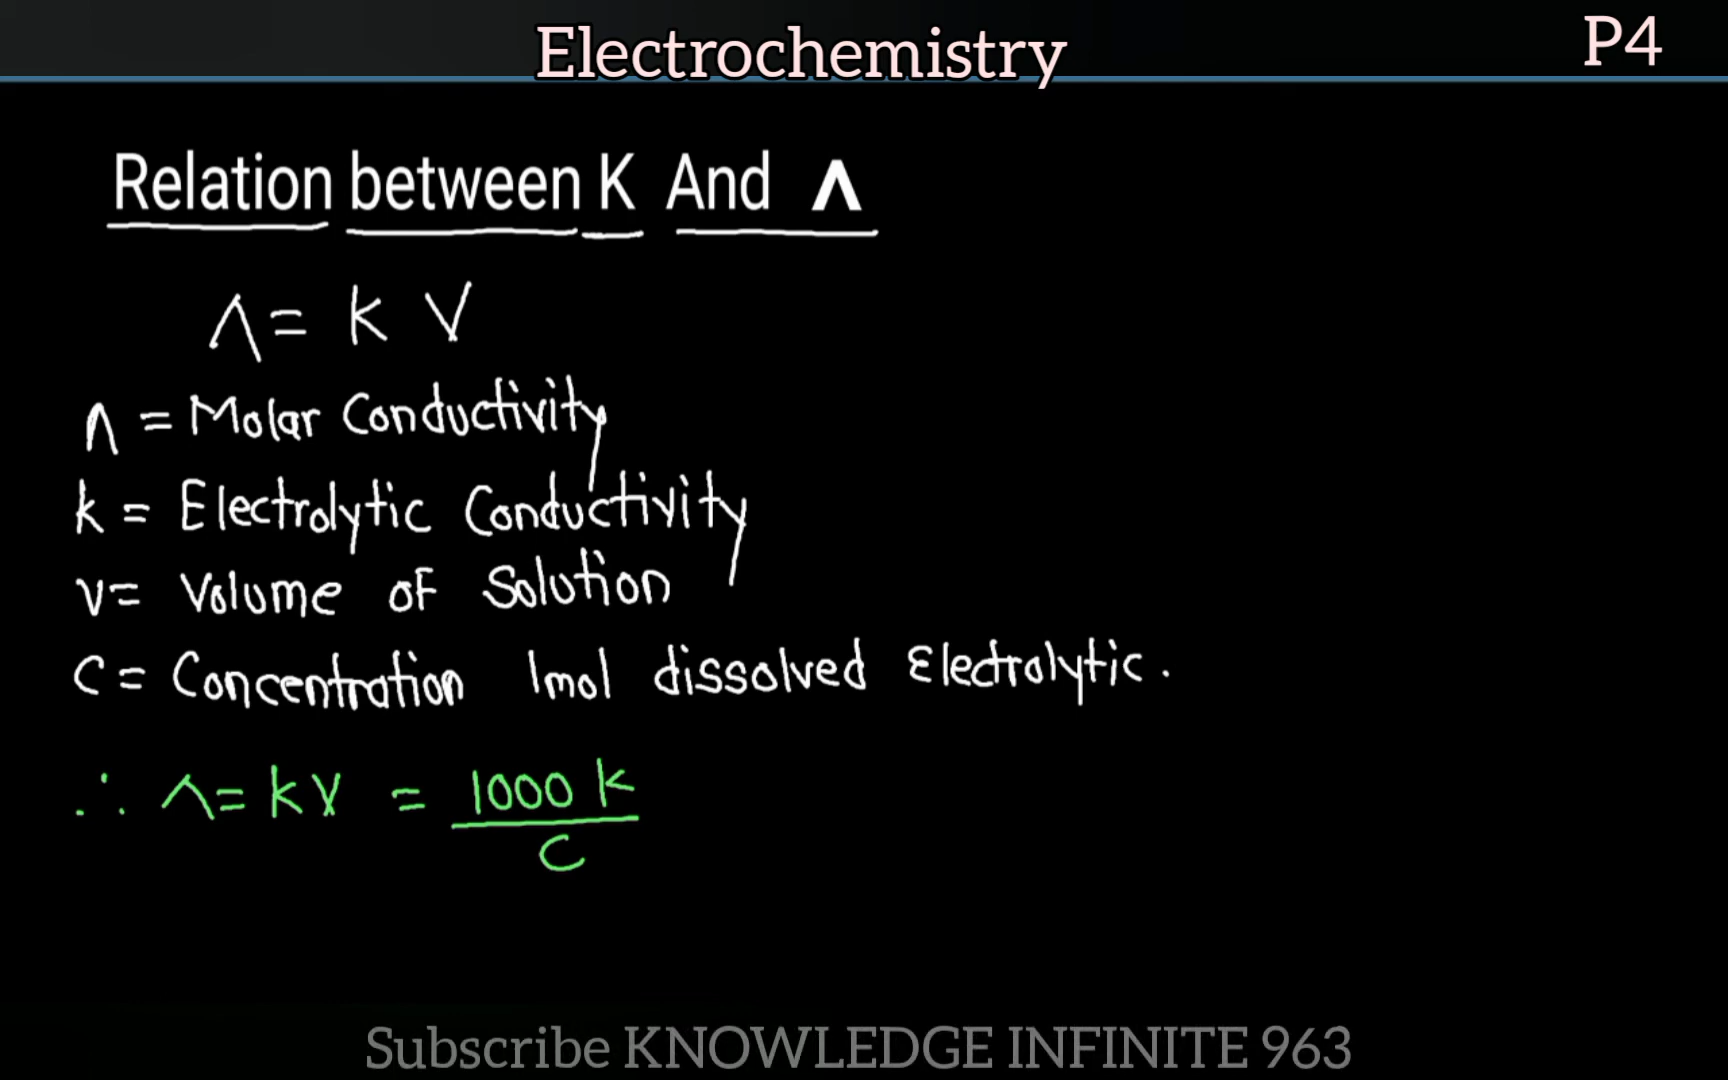 Electrochemistry
P4
Relation between K And Λ
Λ = k V
Λ = Molar Conductivity
k = Electrolytic Conductivity
V = Volume of Solution
C = Concentration 1mol dissolved Electrolytic.
∴ Λ = k V = 1000 k / C
Subscribe KNOWLEDGE INFINITE 963